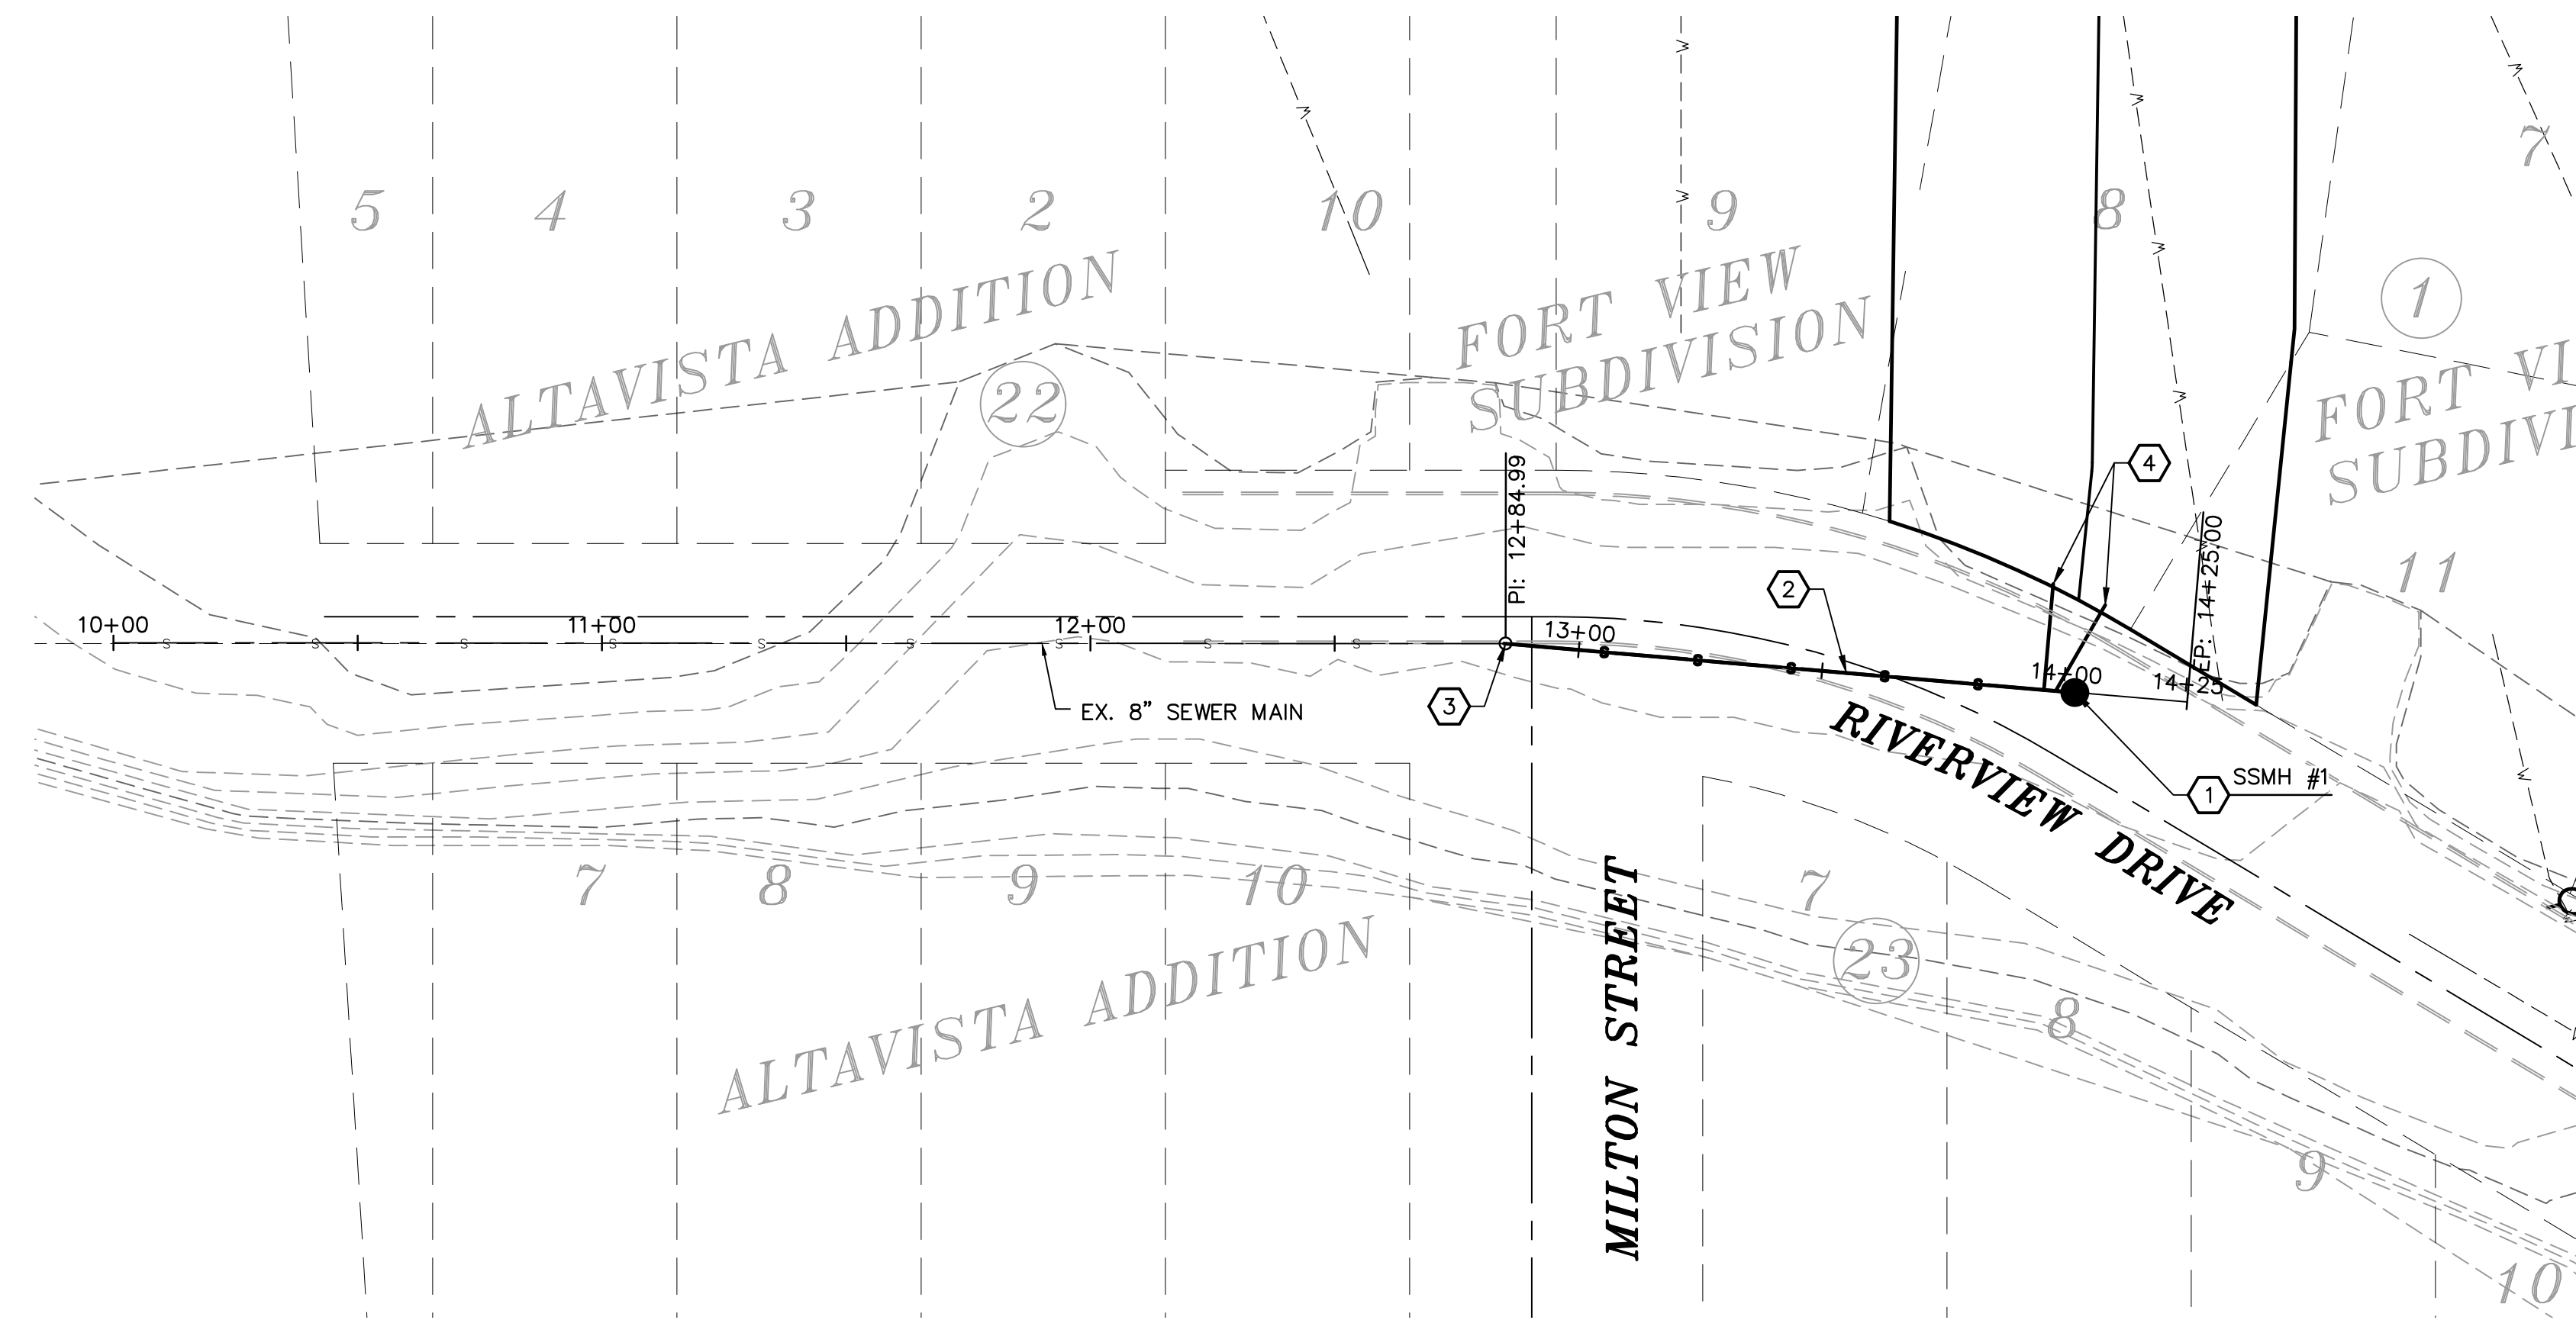 5
4
3
2
10
9
8
7
1
ALTAVISTA ADDITION
22
FORT VIEW
SUBDIVISION
FORT VI
SUBDIVI
4
PI: 12+84.99
EP: 14+25.00
11
2
10+00
11+00
12+00
13+00
14+00
14+25
3
EX. 8" SEWER MAIN
1
SSMH #1
RIVERVIEW DRIVE
MILTON STREET
7
8
9
10
ALTAVISTA ADDITION
7
23
8
9
10
S
S
S
S
S
S
S
S
S
S
S
S
S
S